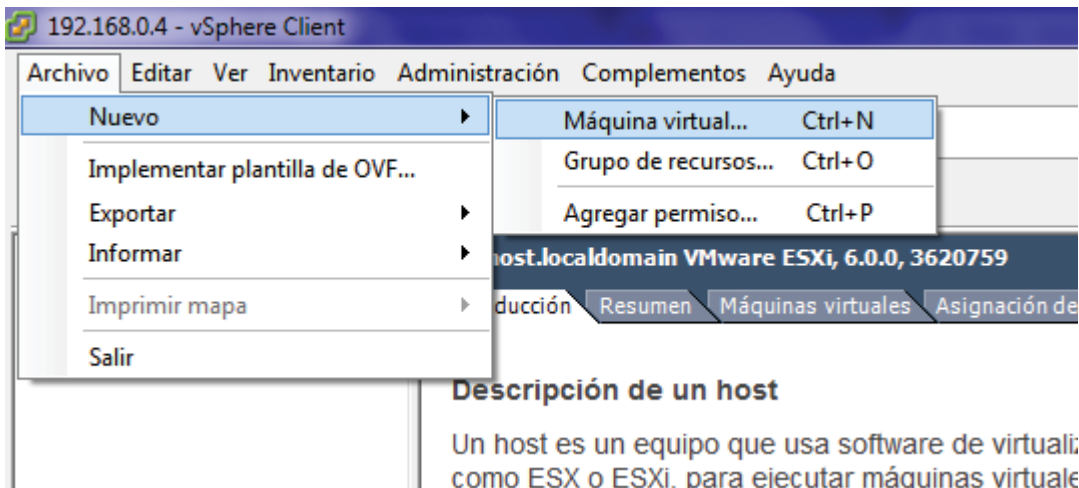 192.168.0.4 - vSphere Client
Archivo Editar Ver Inventario Administración Complementos Ayuda
Nuevo
Máquina virtual... Ctrl+N
Implementar plantilla de OVF...
Grupo de recursos... Ctrl+O
Exportar
Agregar permiso... Ctrl+P
Informar
host.localdomain VMware ESXi, 6.0.0, 3620759
Imprimir mapa
ducción Resumen Máquinas virtuales Asignación de
Salir
Descripción de un host
Un host es un equipo que usa software de virtualiz
como ESX o ESXi, para ejecutar máquinas virtuale